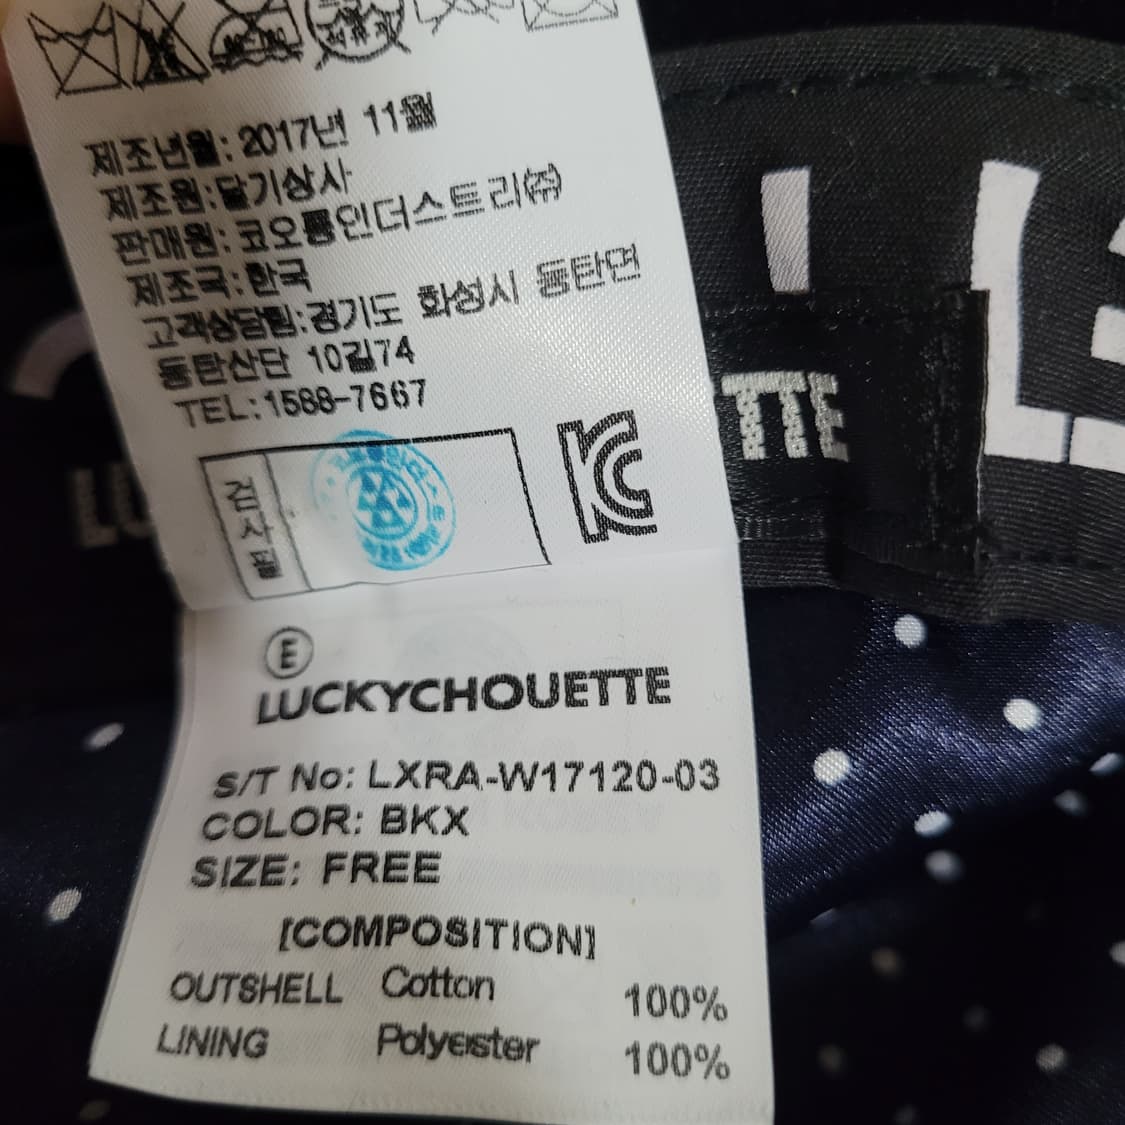 제조년월: 2017년 11월
제조원:달기상사
판매원: 코오롱인더스트리㈜
제조국:한국
고객상담팀:경기도 화성시 동탄면
동탄산단 10길74
TEL:1588-7667
검사필
KC
E
LUCKYCHOUETTE
S/T No: LXRA-W17120-03
COLOR: BKX
SIZE: FREE
[COMPOSITION]
OUTSHELL Cotton 100%
LINING Polyester 100%
LU
TTE